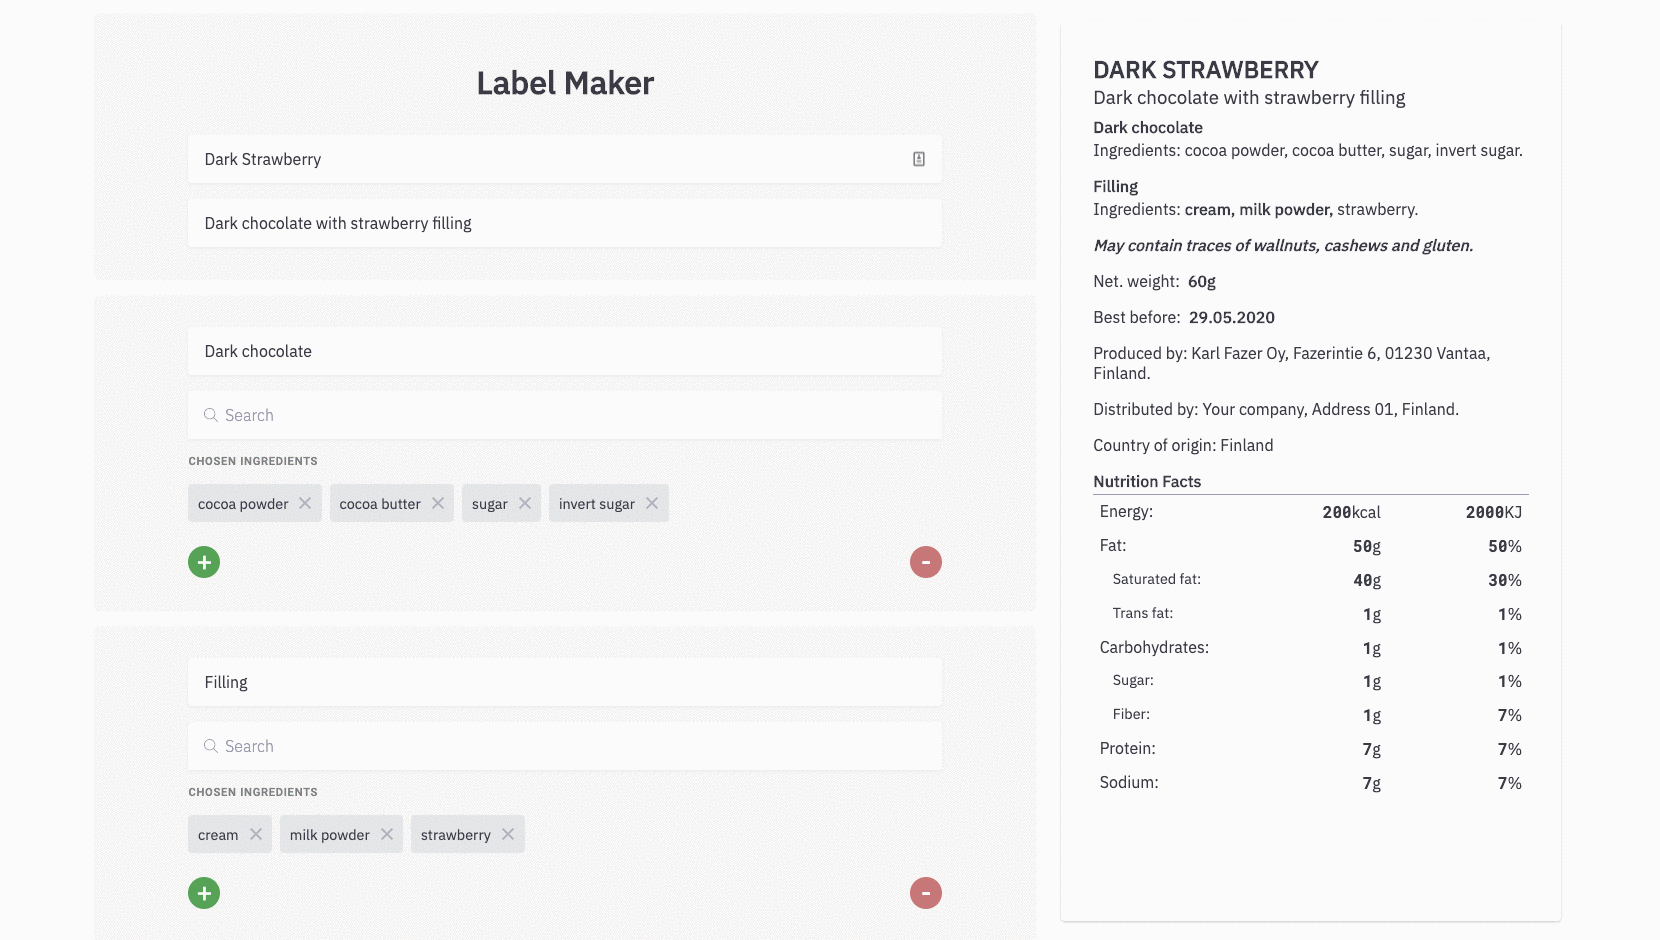 Label Maker
Dark Strawberry
Dark chocolate with strawberry filling
Dark chocolate
Search
CHOSEN INGREDIENTS
cocoa powder
cocoa butter
sugar
invert sugar
+
-
Filling
Search
CHOSEN INGREDIENTS
cream
milk powder
strawberry
+
-
DARK STRAWBERRY
Dark chocolate with strawberry filling
Dark chocolate
Ingredients: cocoa powder, cocoa butter, sugar, invert sugar.
Filling
Ingredients: cream, milk powder, strawberry.
May contain traces of wallnuts, cashews and gluten.
Net. weight: 60g
Best before: 29.05.2020
Produced by: Karl Fazer Oy, Fazerintie 6, 01230 Vantaa,
Finland.
Distributed by: Your company, Address 01, Finland.
Country of origin: Finland
Nutrition Facts
Energy: 200kcal 2000KJ
Fat: 50g 50%
Saturated fat: 40g 30%
Trans fat: 1g 1%
Carbohydrates: 1g 1%
Sugar: 1g 1%
Fiber: 1g 7%
Protein: 7g 7%
Sodium: 7g 7%